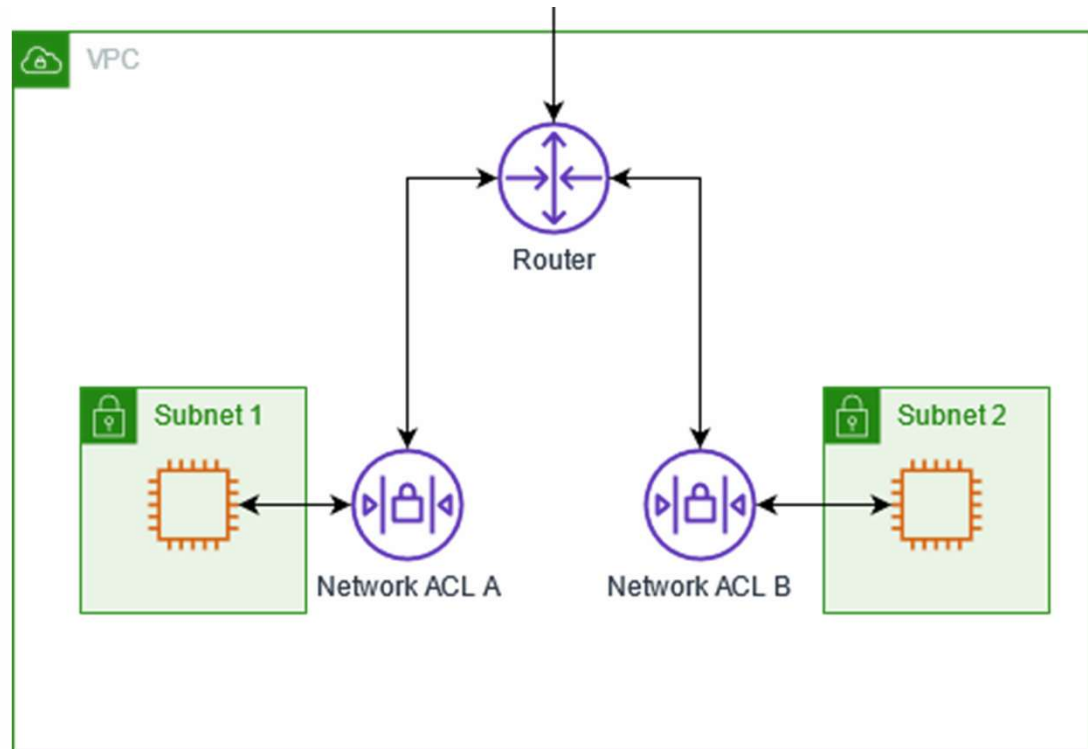 VPC
Router
Subnet 1
Subnet 2
Network ACL A
Network ACL B